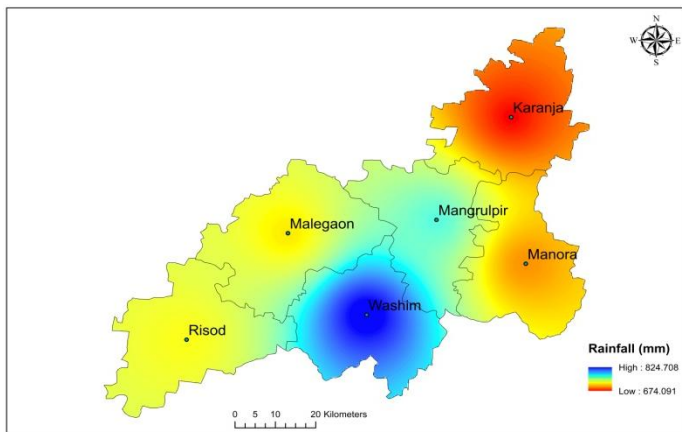 N
W E
S
Karanja
Mangrulpir
Malegaon
Manora
Washim
Risod
Rainfall (mm)
High : 824.708
Low : 674.091
0 5 10 20 Kilometers